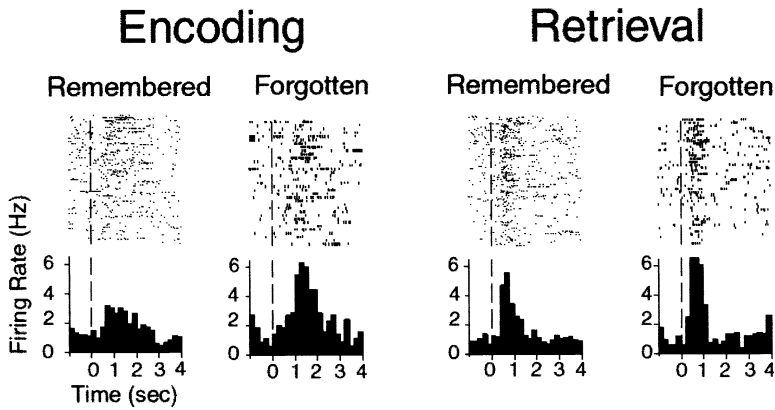 Encoding Retrieval
Remembered Forgotten Remembered Forgotten
Firing Rate (Hz)
6 6 6 6
4 4 4 4
2 2 2 2
0 0 0 0
0 1 2 3 4 0 1 2 3 4 0 1 2 3 4 0 1 2 3 4
Time (sec)